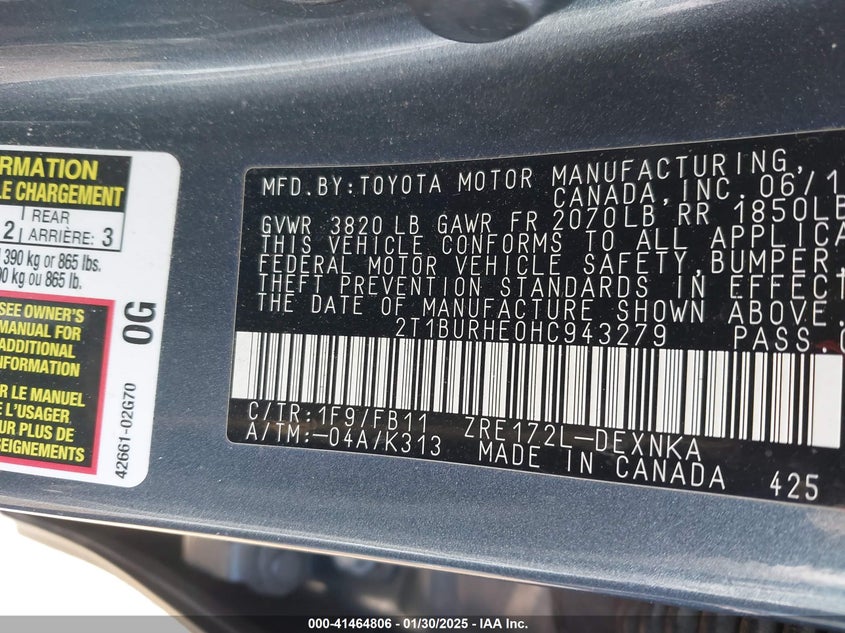 ORMATION
LE CHARGEMENT
2
REAR
ARRIÈRE:
3
390 kg or 865 lbs.
90 kg ou 865 lb.
SEE OWNER'S
MANUAL FOR
ADDITIONAL
INFORMATION
R LE MANUEL
E L'USAGER
UR PLUS DE
SEIGNEMENTS
0G
42661-02G70
MFD.BY:TOYOTA MOTOR MANUFACTURING,
CANADA,INC.06/1
GVWR 3820 LB GAWR FR 2070LB RR 1850LB
THIS VEHICLE CONFORMS TO ALL APPLICA
FEDERAL MOTOR VEHICLE SAFETY,BUMPER,
THEFT PREVENTION STANDARDS IN EFFECT
THE DATE OF MANUFACTURE SHOWN ABOVE.
2T1BURHE0HC943279 PASS.
C/TR:1F9/FB11 ZRE172L-DEXNKA
A/TM:-04A/K313 MADE IN CANADA 425
000-41464806 - 01/30/2025 - IAA Inc.